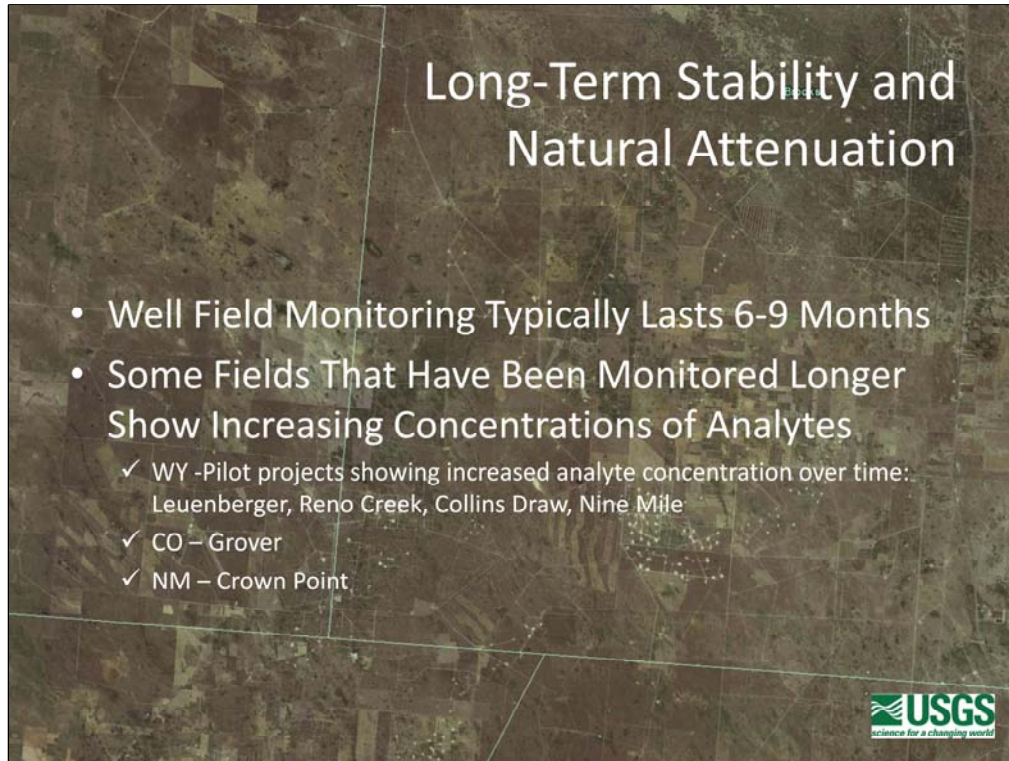 Long-Term Stability and
Brooks
Natural Attenuation
• Well Field Monitoring Typically Lasts 6-9 Months
• Some Fields That Have Been Monitored Longer
Show Increasing Concentrations of Analytes
✓ WY -Pilot projects showing increased analyte concentration over time:
Leuenberger, Reno Creek, Collins Draw, Nine Mile
✓ CO – Grover
✓ NM – Crown Point
USGS
science for a changing world